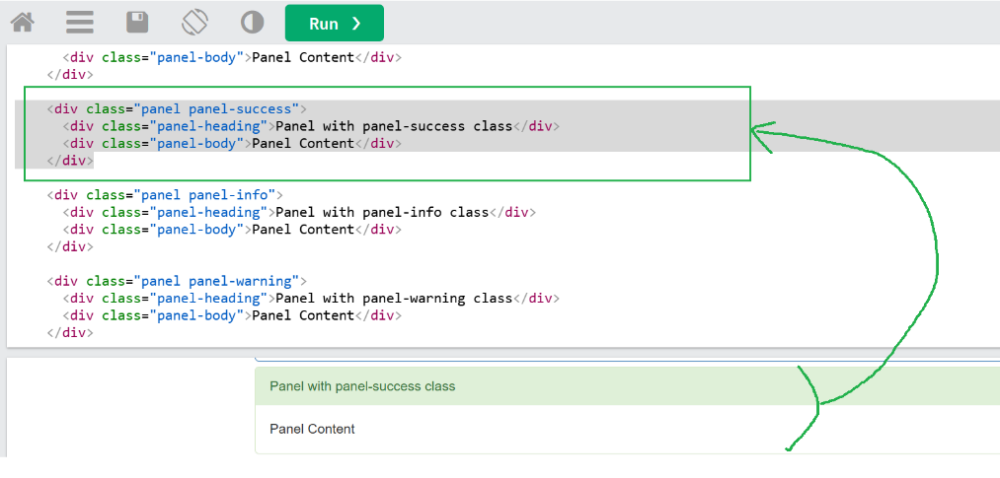 Run ❯
<div class="panel-body">Panel Content</div>
</div>
<div class="panel panel-success">
<div class="panel-heading">Panel with panel-success class</div>
<div class="panel-body">Panel Content</div>
</div>
<div class="panel panel-info">
<div class="panel-heading">Panel with panel-info class</div>
<div class="panel-body">Panel Content</div>
</div>
<div class="panel panel-warning">
<div class="panel-heading">Panel with panel-warning class</div>
<div class="panel-body">Panel Content</div>
</div>
Panel with panel-success class
Panel Content